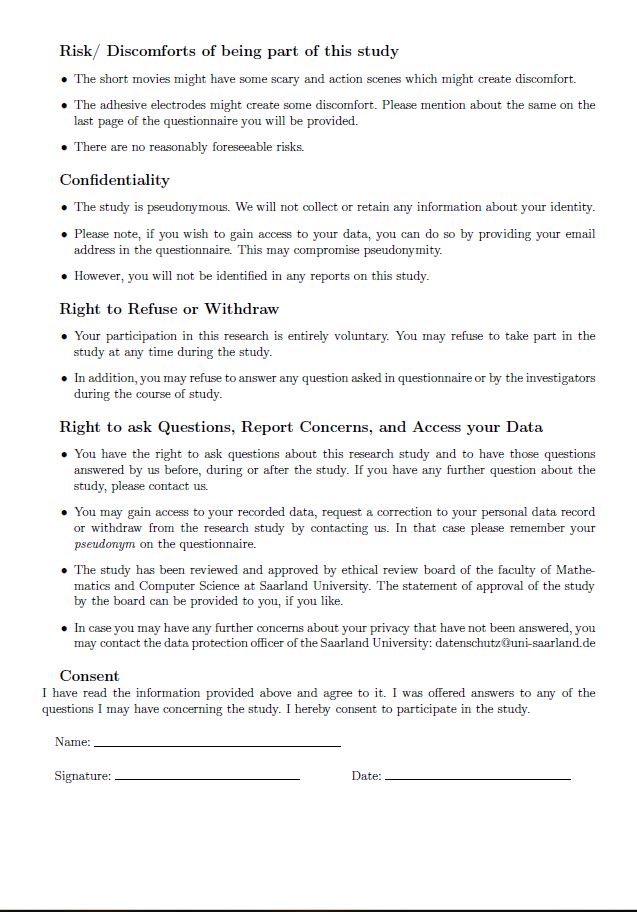 Risk/ Discomforts of being part of this study
• The short movies might have some scary and action scenes which might create discomfort.
• The adhesive electrodes might create some discomfort. Please mention about the same on the
last page of the questionnaire you will be provided.
• There are no reasonably foreseeable risks.
Confidentiality
• The study is pseudonymous. We will not collect or retain any information about your identity.
• Please note, if you wish to gain access to your data, you can do so by providing your email
address in the questionnaire. This may compromise pseudonymity.
• However, you will not be identified in any reports on this study.
Right to Refuse or Withdraw
• Your participation in this research is entirely voluntary. You may refuse to take part in the
study at any time during the study.
• In addition, you may refuse to answer any question asked in questionnaire or by the investigators
during the course of study.
Right to ask Questions, Report Concerns, and Access your Data
• You have the right to ask questions about this research study and to have those questions
answered by us before, during or after the study. If you have any further question about the
study, please contact us.
• You may gain access to your recorded data, request a correction to your personal data record
or withdraw from the research study by contacting us. In that case please remember your
pseudonym on the questionnaire.
• The study has been reviewed and approved by ethical review board of the faculty of Mathe-
matics and Computer Science at Saarland University. The statement of approval of the study
by the board can be provided to you, if you like.
• In case you may have any further concerns about your privacy that have not been answered, you
may contact the data protection officer of the Saarland University: datenschutz@uni-saarland.de
Consent
I have read the information provided above and agree to it. I was offered answers to any of the
questions I may have concerning the study. I hereby consent to participate in the study.
Name:
Signature: Date: